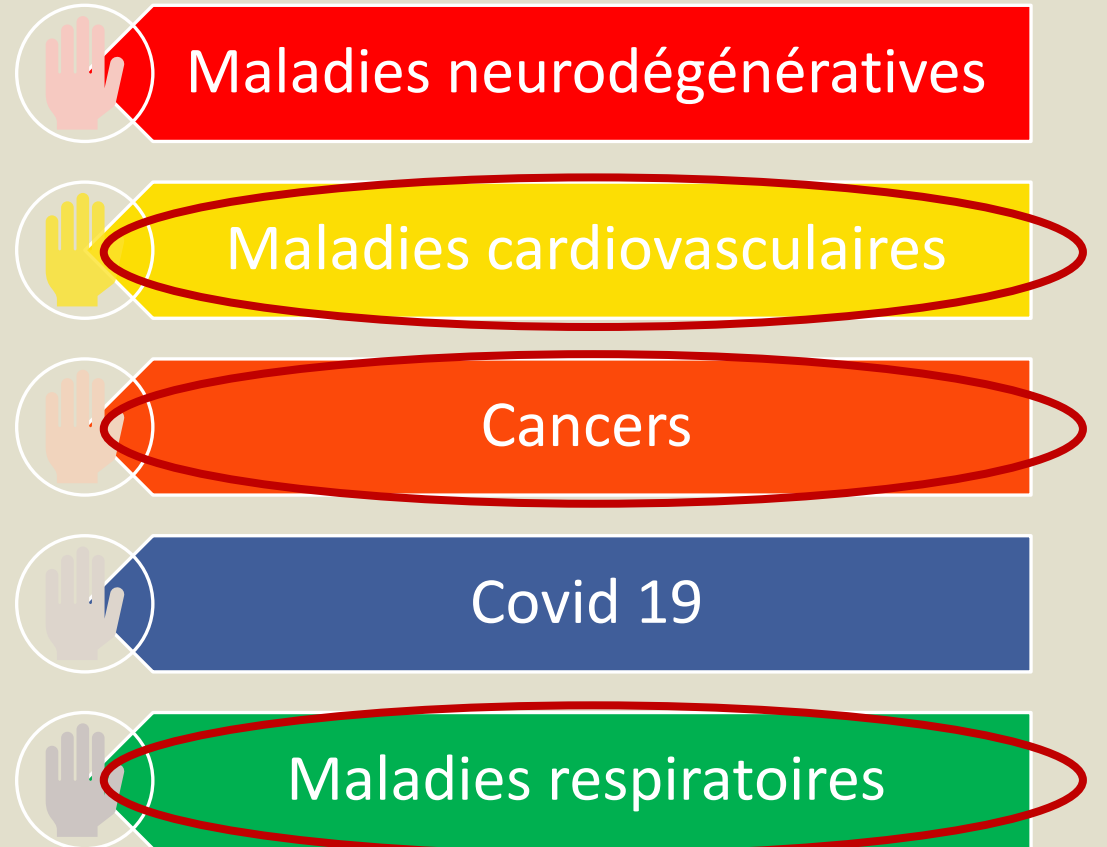 Maladies neurodégénératives
Maladies cardiovasculaires
Cancers
Covid 19
Maladies respiratoires